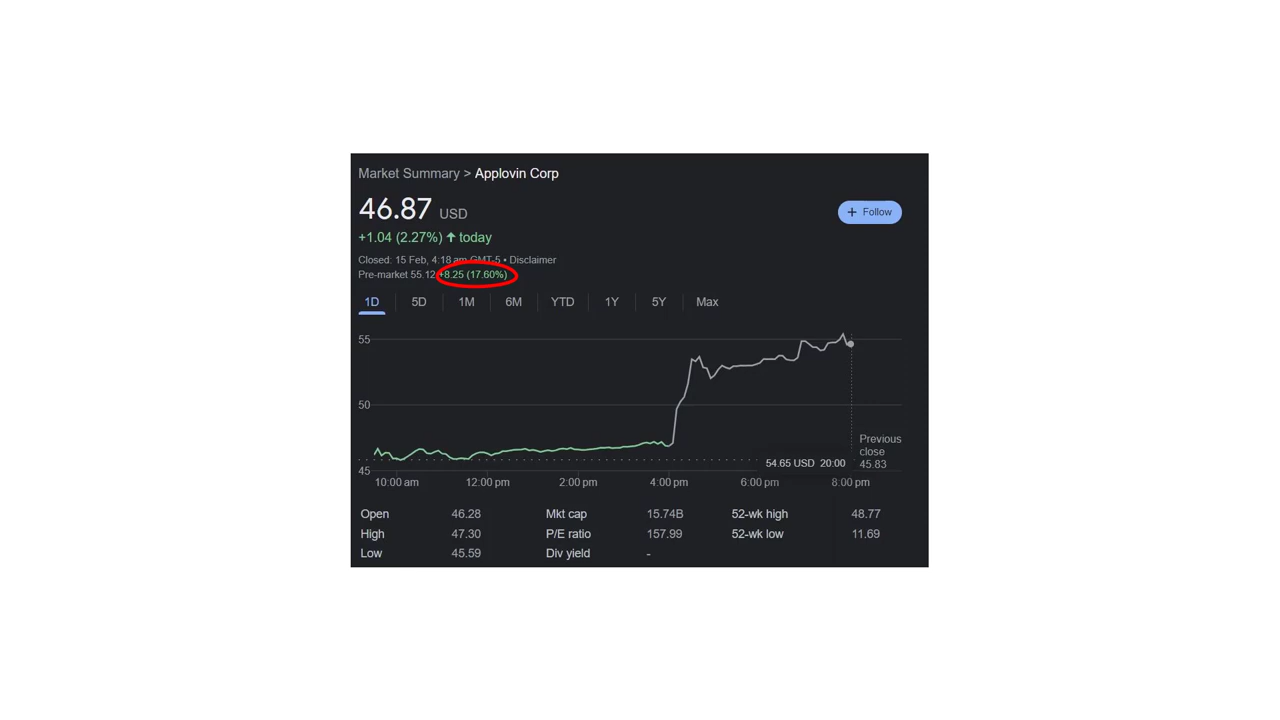 Market Summary > Applovin Corp
46.87 USD
+ Follow
+1.04 (2.27%) ↑ today
Closed: 15 Feb, 4:18 am GMT-5 • Disclaimer
Pre-market 55.12 +8.25 (17.60%)
1D 5D 1M 6M YTD 1Y 5Y Max
55
50
45
Previous
close
45.83
54.65 USD 20:00
10:00 am 12:00 pm 2:00 pm 4:00 pm 6:00 pm 8:00 pm
Open 46.28 Mkt cap 15.74B 52-wk high 48.77
High 47.30 P/E ratio 157.99 52-wk low 11.69
Low 45.59 Div yield -